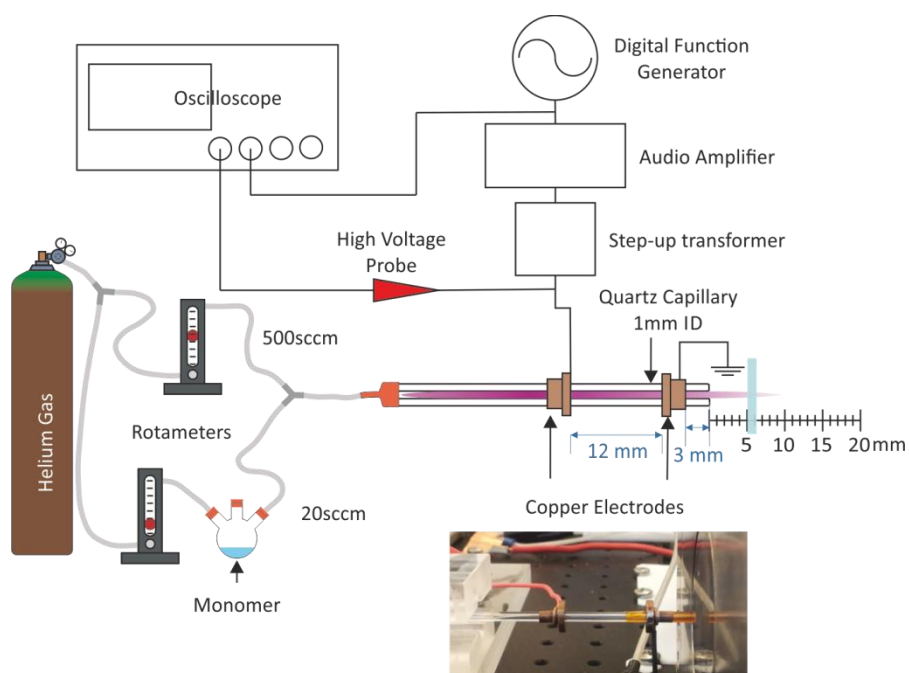 Digital Function
Generator
Oscilloscope
Audio Amplifier
High Voltage
Probe
Step-up transformer
Quartz Capillary
1mm ID
500sccm
Helium Gas
Rotameters
12 mm
3 mm
5
10
15
20mm
20sccm
Copper Electrodes
Monomer